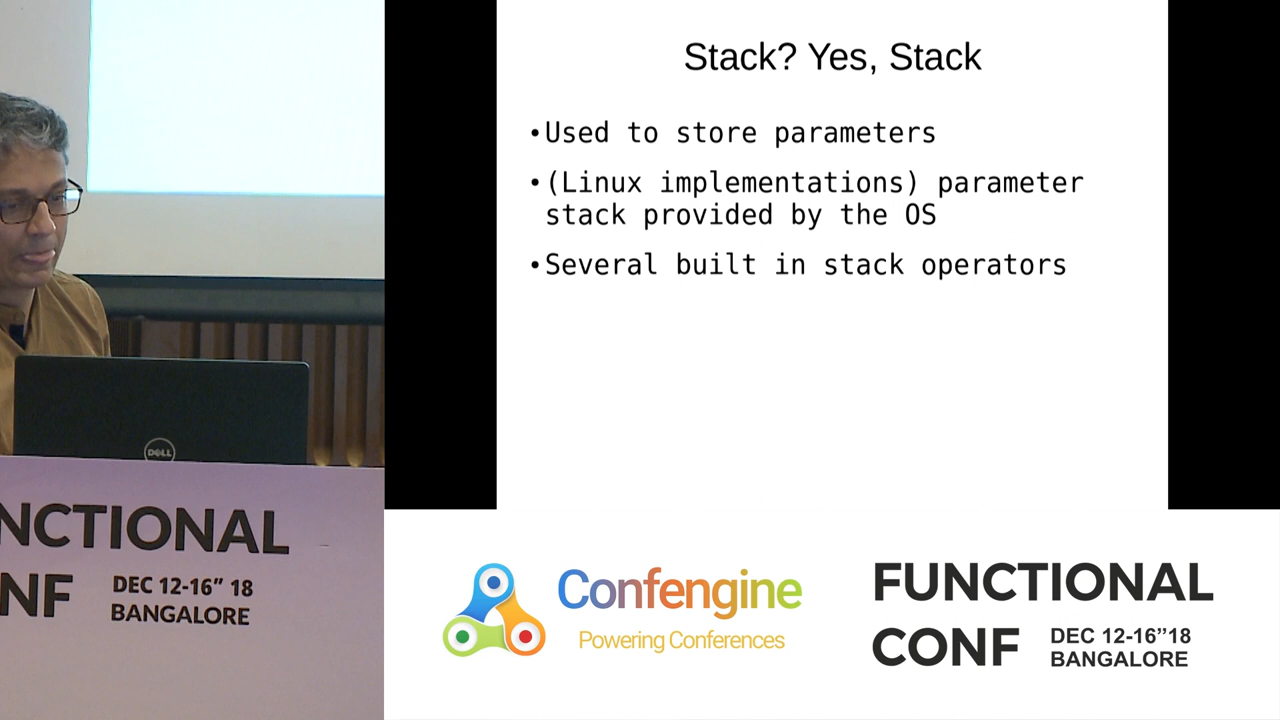 Stack? Yes, Stack
•Used to store parameters
•(Linux implementations) parameter
stack provided by the OS
•Several built in stack operators
DELL
NCTIONAL
NF
DEC 12-16" 18
BANGALORE
Confengine
Powering Conferences
FUNCTIONAL
CONF
DEC 12-16”18
BANGALORE